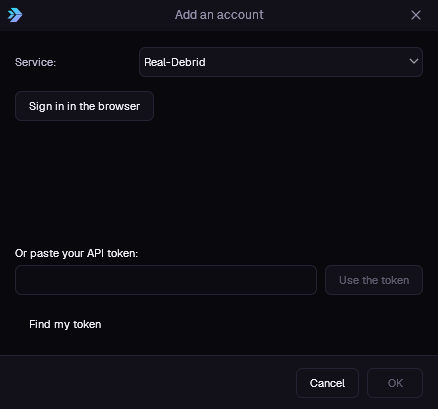 Add an account
Service:
Real-Debrid
Sign in in the browser
Or paste your API token:
Use the token
Find my token
Cancel
OK